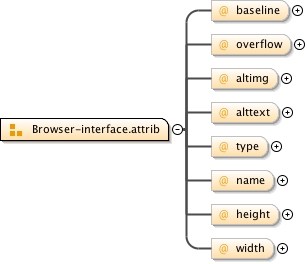 @ baseline
@ overflow
@ altimg
@ alttext
Browser-interface.attrib
@ type
@ name
@ height
@ width